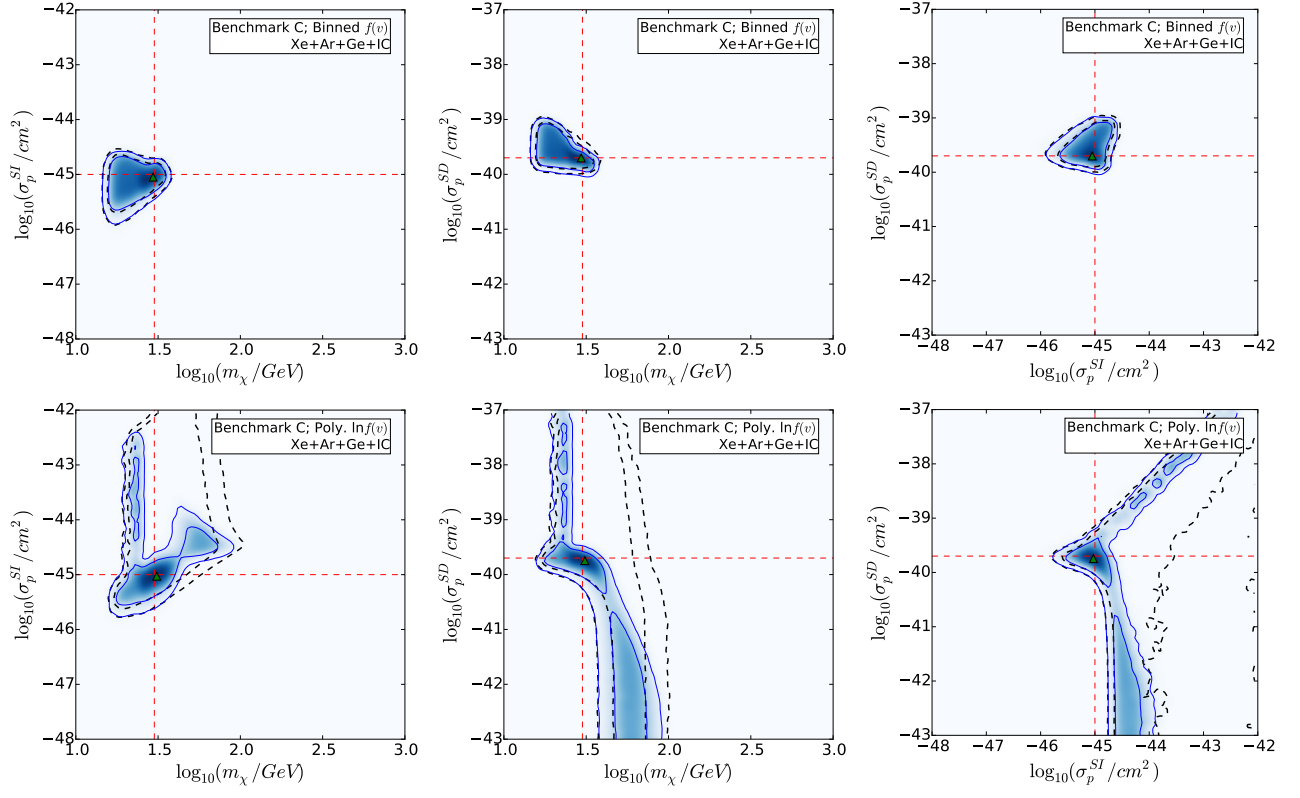 Benchmark C; Binned f(v)
Xe+Ar+Ge+IC
−42
−43
−44
−45
−46
−47
−48
log₁₀(σₚˢᴵ/cm²)
1.0 1.5 2.0 2.5 3.0
log₁₀(mᵪ/GeV)
Benchmark C; Binned f(v)
Xe+Ar+Ge+IC
−37
−38
−39
−40
−41
−42
−43
log₁₀(σₚˢᴰ/cm²)
1.0 1.5 2.0 2.5 3.0
log₁₀(mᵪ/GeV)
Benchmark C; Binned f(v)
Xe+Ar+Ge+IC
−37
−38
−39
−40
−41
−42
−43
log₁₀(σₚˢᴰ/cm²)
−48 −47 −46 −45 −44 −43 −42
log₁₀(σₚˢᴵ/cm²)
Benchmark C; Poly. ln f(v)
Xe+Ar+Ge+IC
−42
−43
−44
−45
−46
−47
−48
log₁₀(σₚˢᴵ/cm²)
1.0 1.5 2.0 2.5 3.0
log₁₀(mᵪ/GeV)
Benchmark C; Poly. ln f(v)
Xe+Ar+Ge+IC
−37
−38
−39
−40
−41
−42
−43
log₁₀(σₚˢᴰ/cm²)
1.0 1.5 2.0 2.5 3.0
log₁₀(mᵪ/GeV)
Benchmark C; Poly. ln f(v)
Xe+Ar+Ge+IC
−37
−38
−39
−40
−41
−42
−43
log₁₀(σₚˢᴰ/cm²)
−48 −47 −46 −45 −44 −43 −42
log₁₀(σₚˢᴵ/cm²)